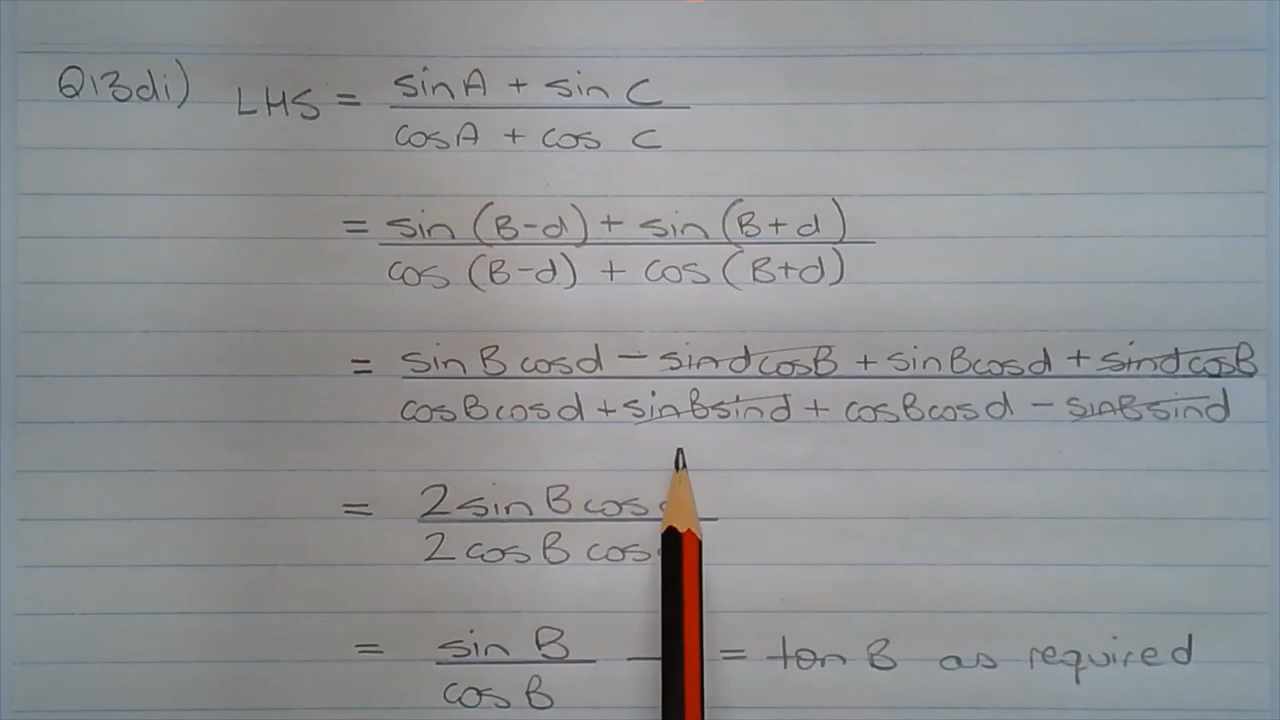 Q13di) LHS = sinA + sin C
cosA + cos C
= sin (B-d) + sin (B+d)
cos (B-d) + cos (B+d)
= sinBcosd - sindcosB + sinBcosd + sindcosB
cosBcosd + sinBsind + cosBcosd - sinBsind
= 2sinBcos
2cosBcos
= sin B = tan B as required
cosB